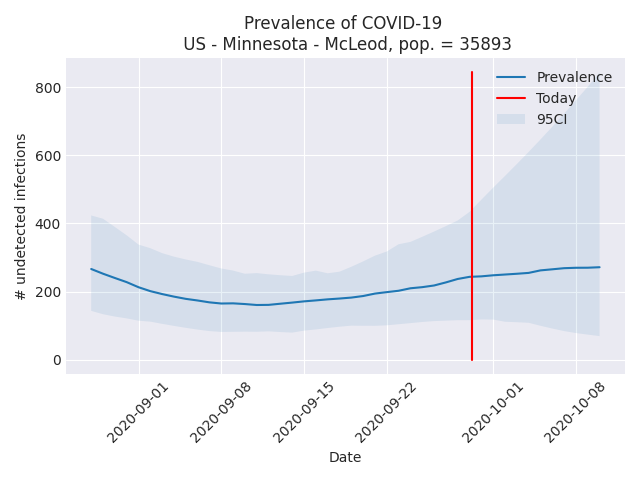 Prevalence of COVID-19
US - Minnesota - McLeod, pop. = 35893
Prevalence
Today
95CI
# undetected infections
800
600
400
200
0
2020-09-01
2020-09-08
2020-09-15
2020-09-22
2020-10-01
2020-10-08
Date